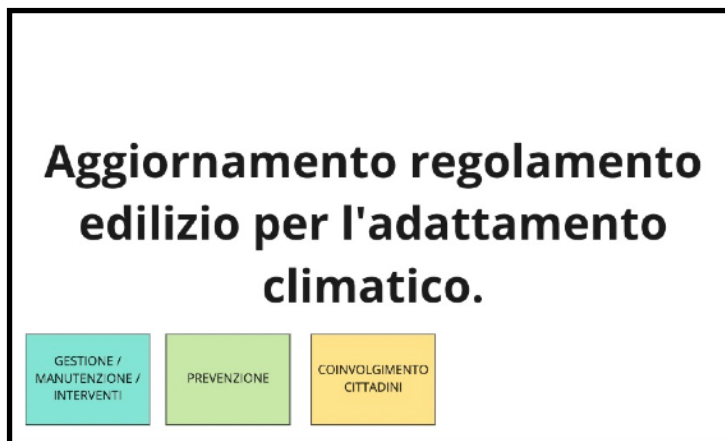 Aggiornamento regolamento
edilizio per l'adattamento
climatico.
GESTIONE /
MANUTENZIONE /
INTERVENTI
PREVENZIONE
COINVOLGIMENTO
CITTADINI